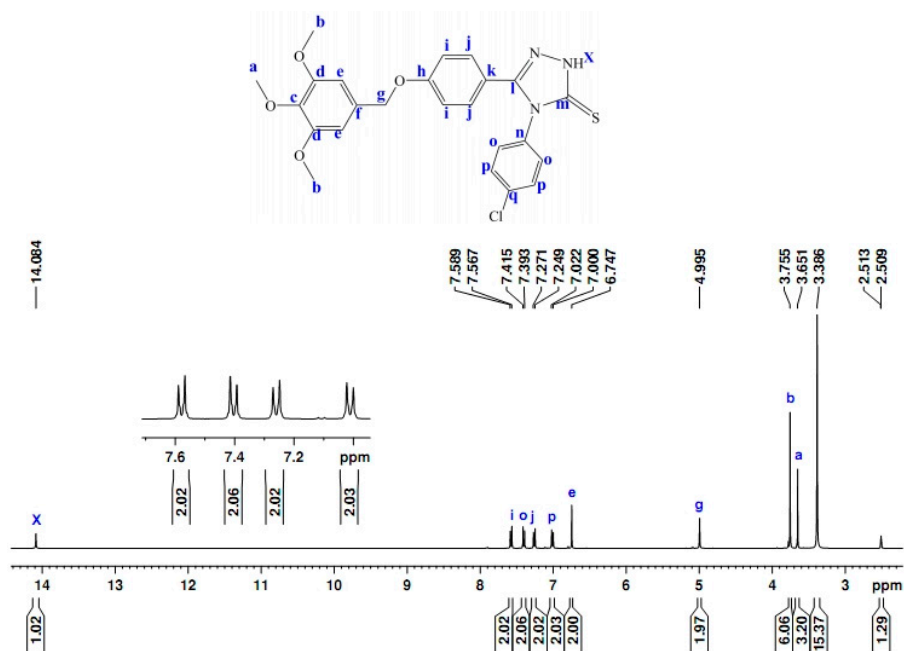 b
O
a
d
e
O
c
f
d
e
O
b
g
O
h
i
j
i
j
k
l
N
NH
X
N
m
S
n
o
o
p
p
q
Cl
14.084
7.589
7.567
7.415
7.393
7.271
7.249
7.022
7.000
6.747
4.995
3.755
3.651
3.386
2.513
2.509
7.6 7.4 7.2 ppm
2.02 2.06 2.02 2.03
X i o j p e g b a
14 13 12 11 10 9 8 7 6 5 4 3 ppm
1.02 2.02 2.06 2.02 2.03 2.00 1.97 6.06 3.20 15.37 1.29